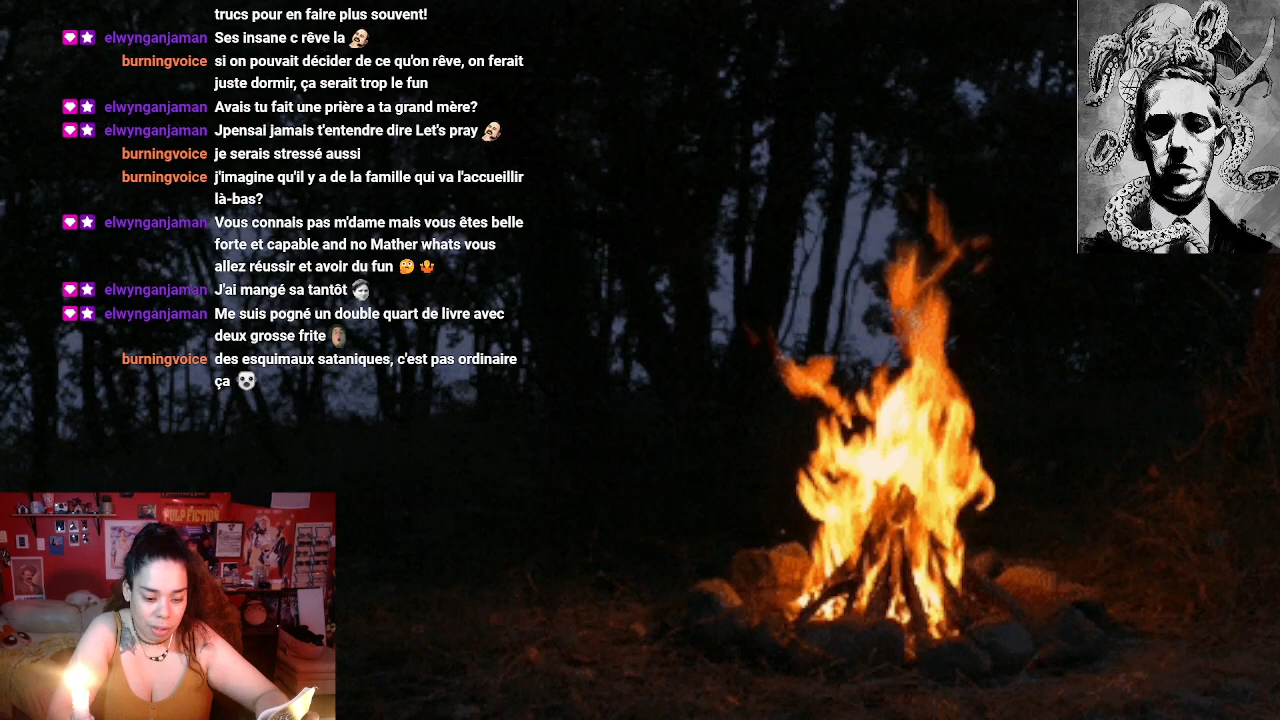 trucs pour en faire plus souvent!
elwynganjaman Ses insane c rêve la
burningvoice si on pouvait décider de ce qu'on rêve, on ferait
juste dormir, ça serait trop le fun
elwynganjaman Avais tu fait une prière a ta grand mère?
elwynganjaman Jpensai jamais t'entendre dire Let's pray
burningvoice je serais stressé aussi
burningvoice j'imagine qu'il y a de la famille qui va l'accueillir
là-bas?
elwynganjaman Vous connais pas m'dame mais vous êtes belle
forte et capable and no Mather whats vous
allez réussir et avoir du fun
elwynganjaman J'ai mangé sa tantôt
elwynganjaman Me suis pogné un double quart de livre avec
deux grosse frite
burningvoice des esquimaux sataniques, c'est pas ordinaire
ça
PULP FICTION